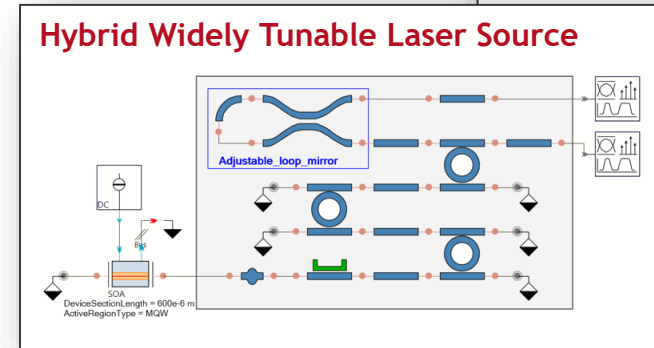 Hybrid Widely Tunable Laser Source
Adjustable_loop_mirror
DC
Bus
SOA
DeviceSectionLength = 600e-6 m
ActiveRegionType = MQW